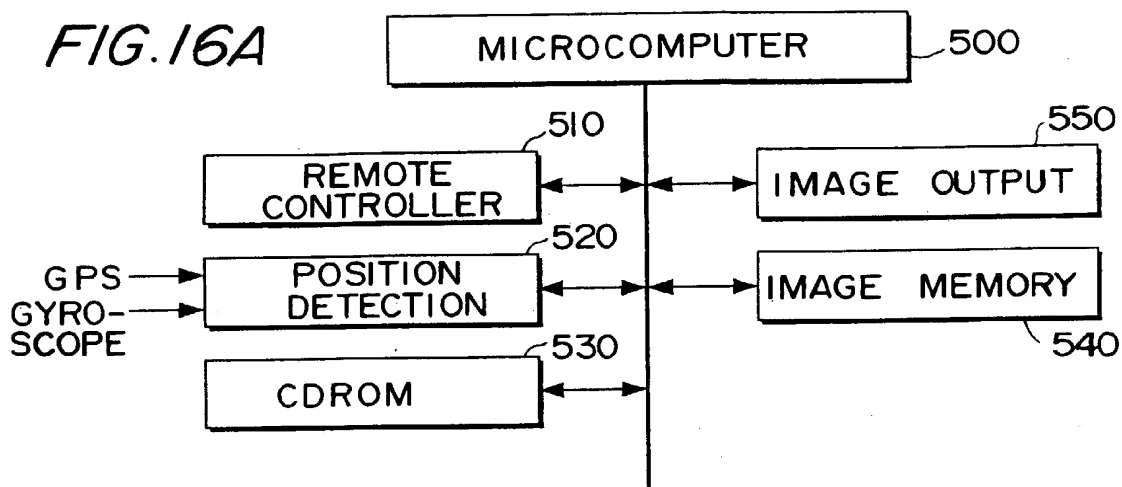 FIG.16A
MICROCOMPUTER
500
510
REMOTE
CONTROLLER
550
IMAGE OUTPUT
520
GPS
GYRO-
SCOPE
POSITION
DETECTION
IMAGE MEMORY
540
530
CDROM